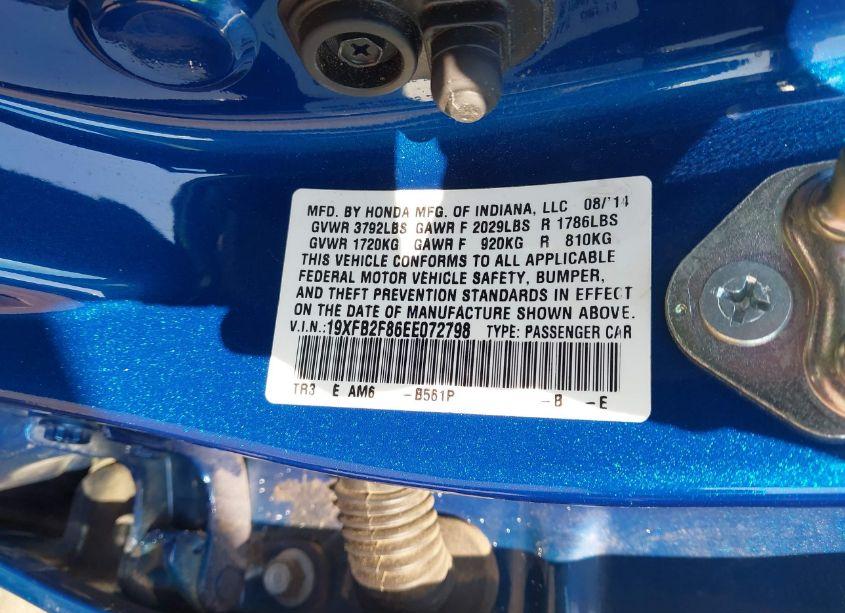 MFD. BY HONDA MFG. OF INDIANA, LLC 08/14
GVWR 3792LBS GAWR F 2029LBS R 1786LBS
GVWR 1720KG GAWR F 920KG R 810KG
THIS VEHICLE CONFORMS TO ALL APPLICABLE
FEDERAL MOTOR VEHICLE SAFETY, BUMPER,
AND THEFT PREVENTION STANDARDS IN EFFECT
ON THE DATE OF MANUFACTURE SHOWN ABOVE.
V.I.N.:19XFB2F86EE072798 TYPE: PASSENGER CAR
TR3 E AM6 -B561P -B -E